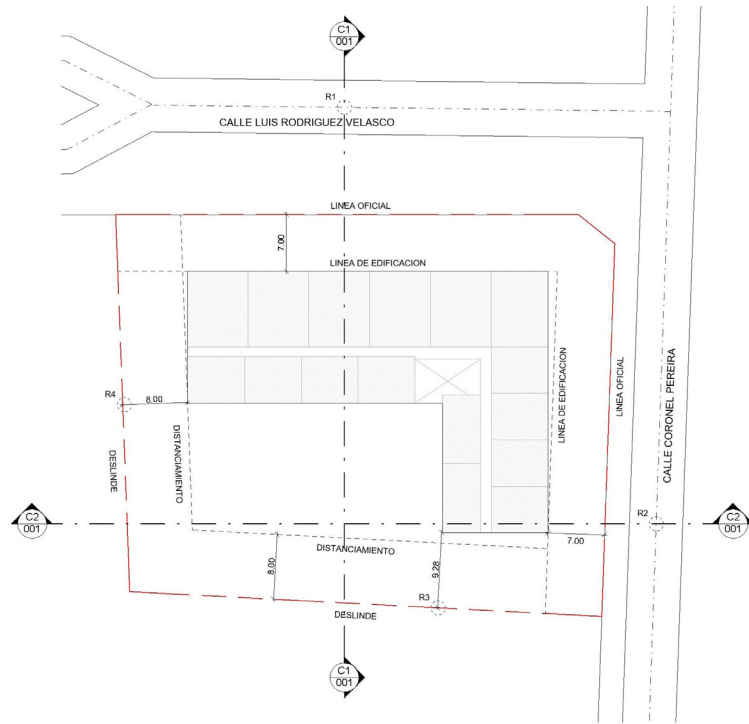 C1
001
R1
CALLE LUIS RODRIGUEZ VELASCO
LINEA OFICIAL
7.00
LINEA DE EDIFICACION
LINEA DE EDIFICACION
LINEA OFICIAL
CALLE CORONEL PEREIRA
R4
8.00
DISTANCIAMIENTO
DESLINDE
C2
001
R2
C2
001
7.00
DISTANCIAMIENTO
8.00
9.28
R3
DESLINDE
C1
001